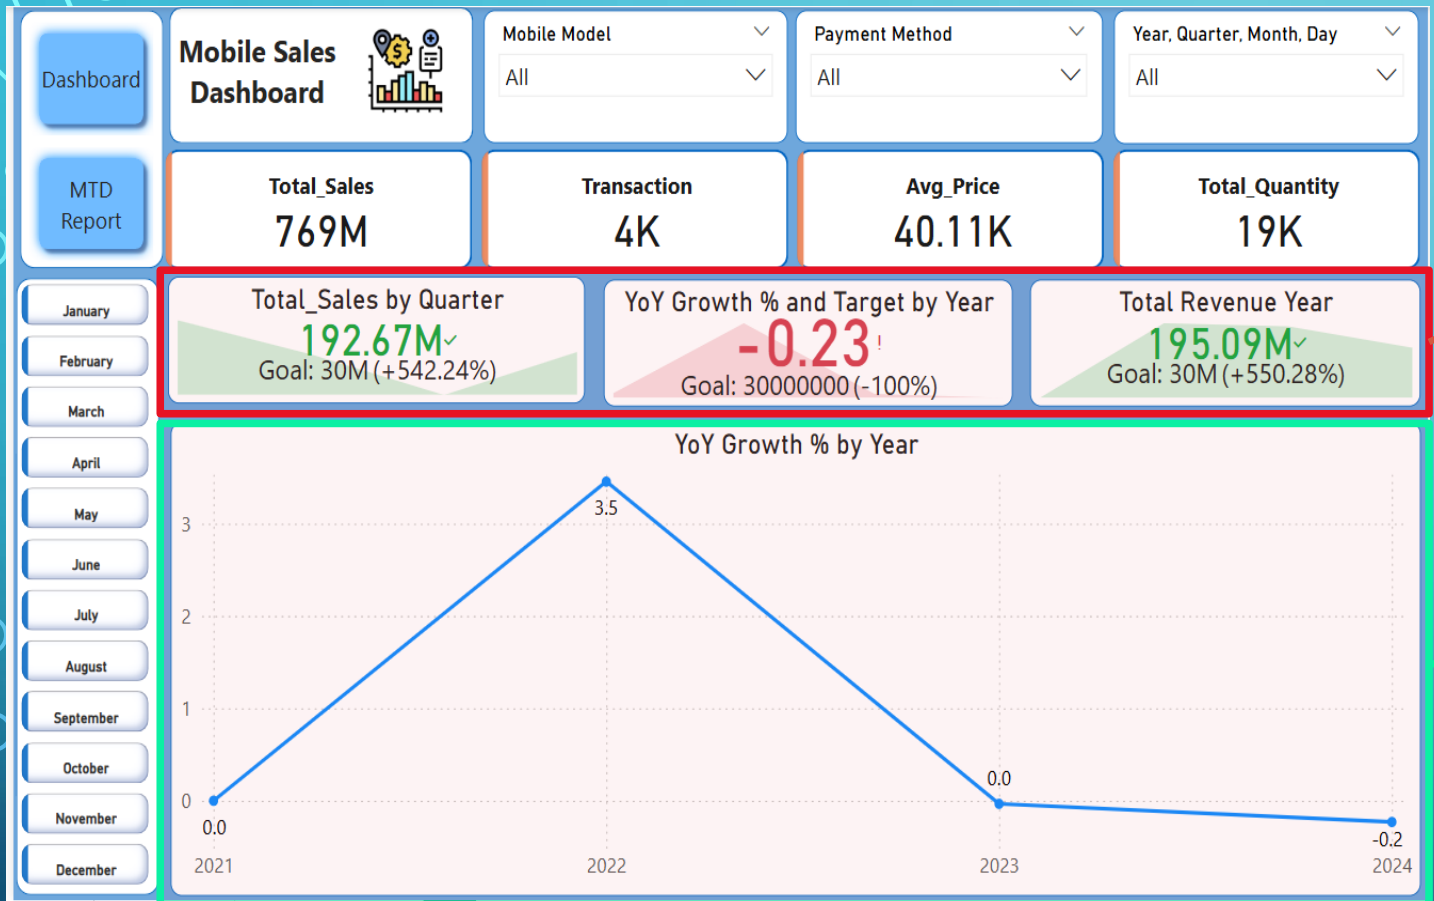 Dashboard
MTD
Report
Mobile Sales
Dashboard
Mobile Model
All
Payment Method
All
Year, Quarter, Month, Day
All
Total_Sales
769M
Transaction
4K
Avg_Price
40.11K
Total_Quantity
19K
January
February
March
April
May
June
July
August
September
October
November
December
Total_Sales by Quarter
192.67M
Goal: 30M (+542.24%)
YoY Growth % and Target by Year
-0.23!
Goal: 30000000 (-100%)
Total Revenue Year
195.09M
Goal: 30M (+550.28%)
YoY Growth % by Year
3
2
1
0
0.0
3.5
0.0
-0.2
2021
2022
2023
2024